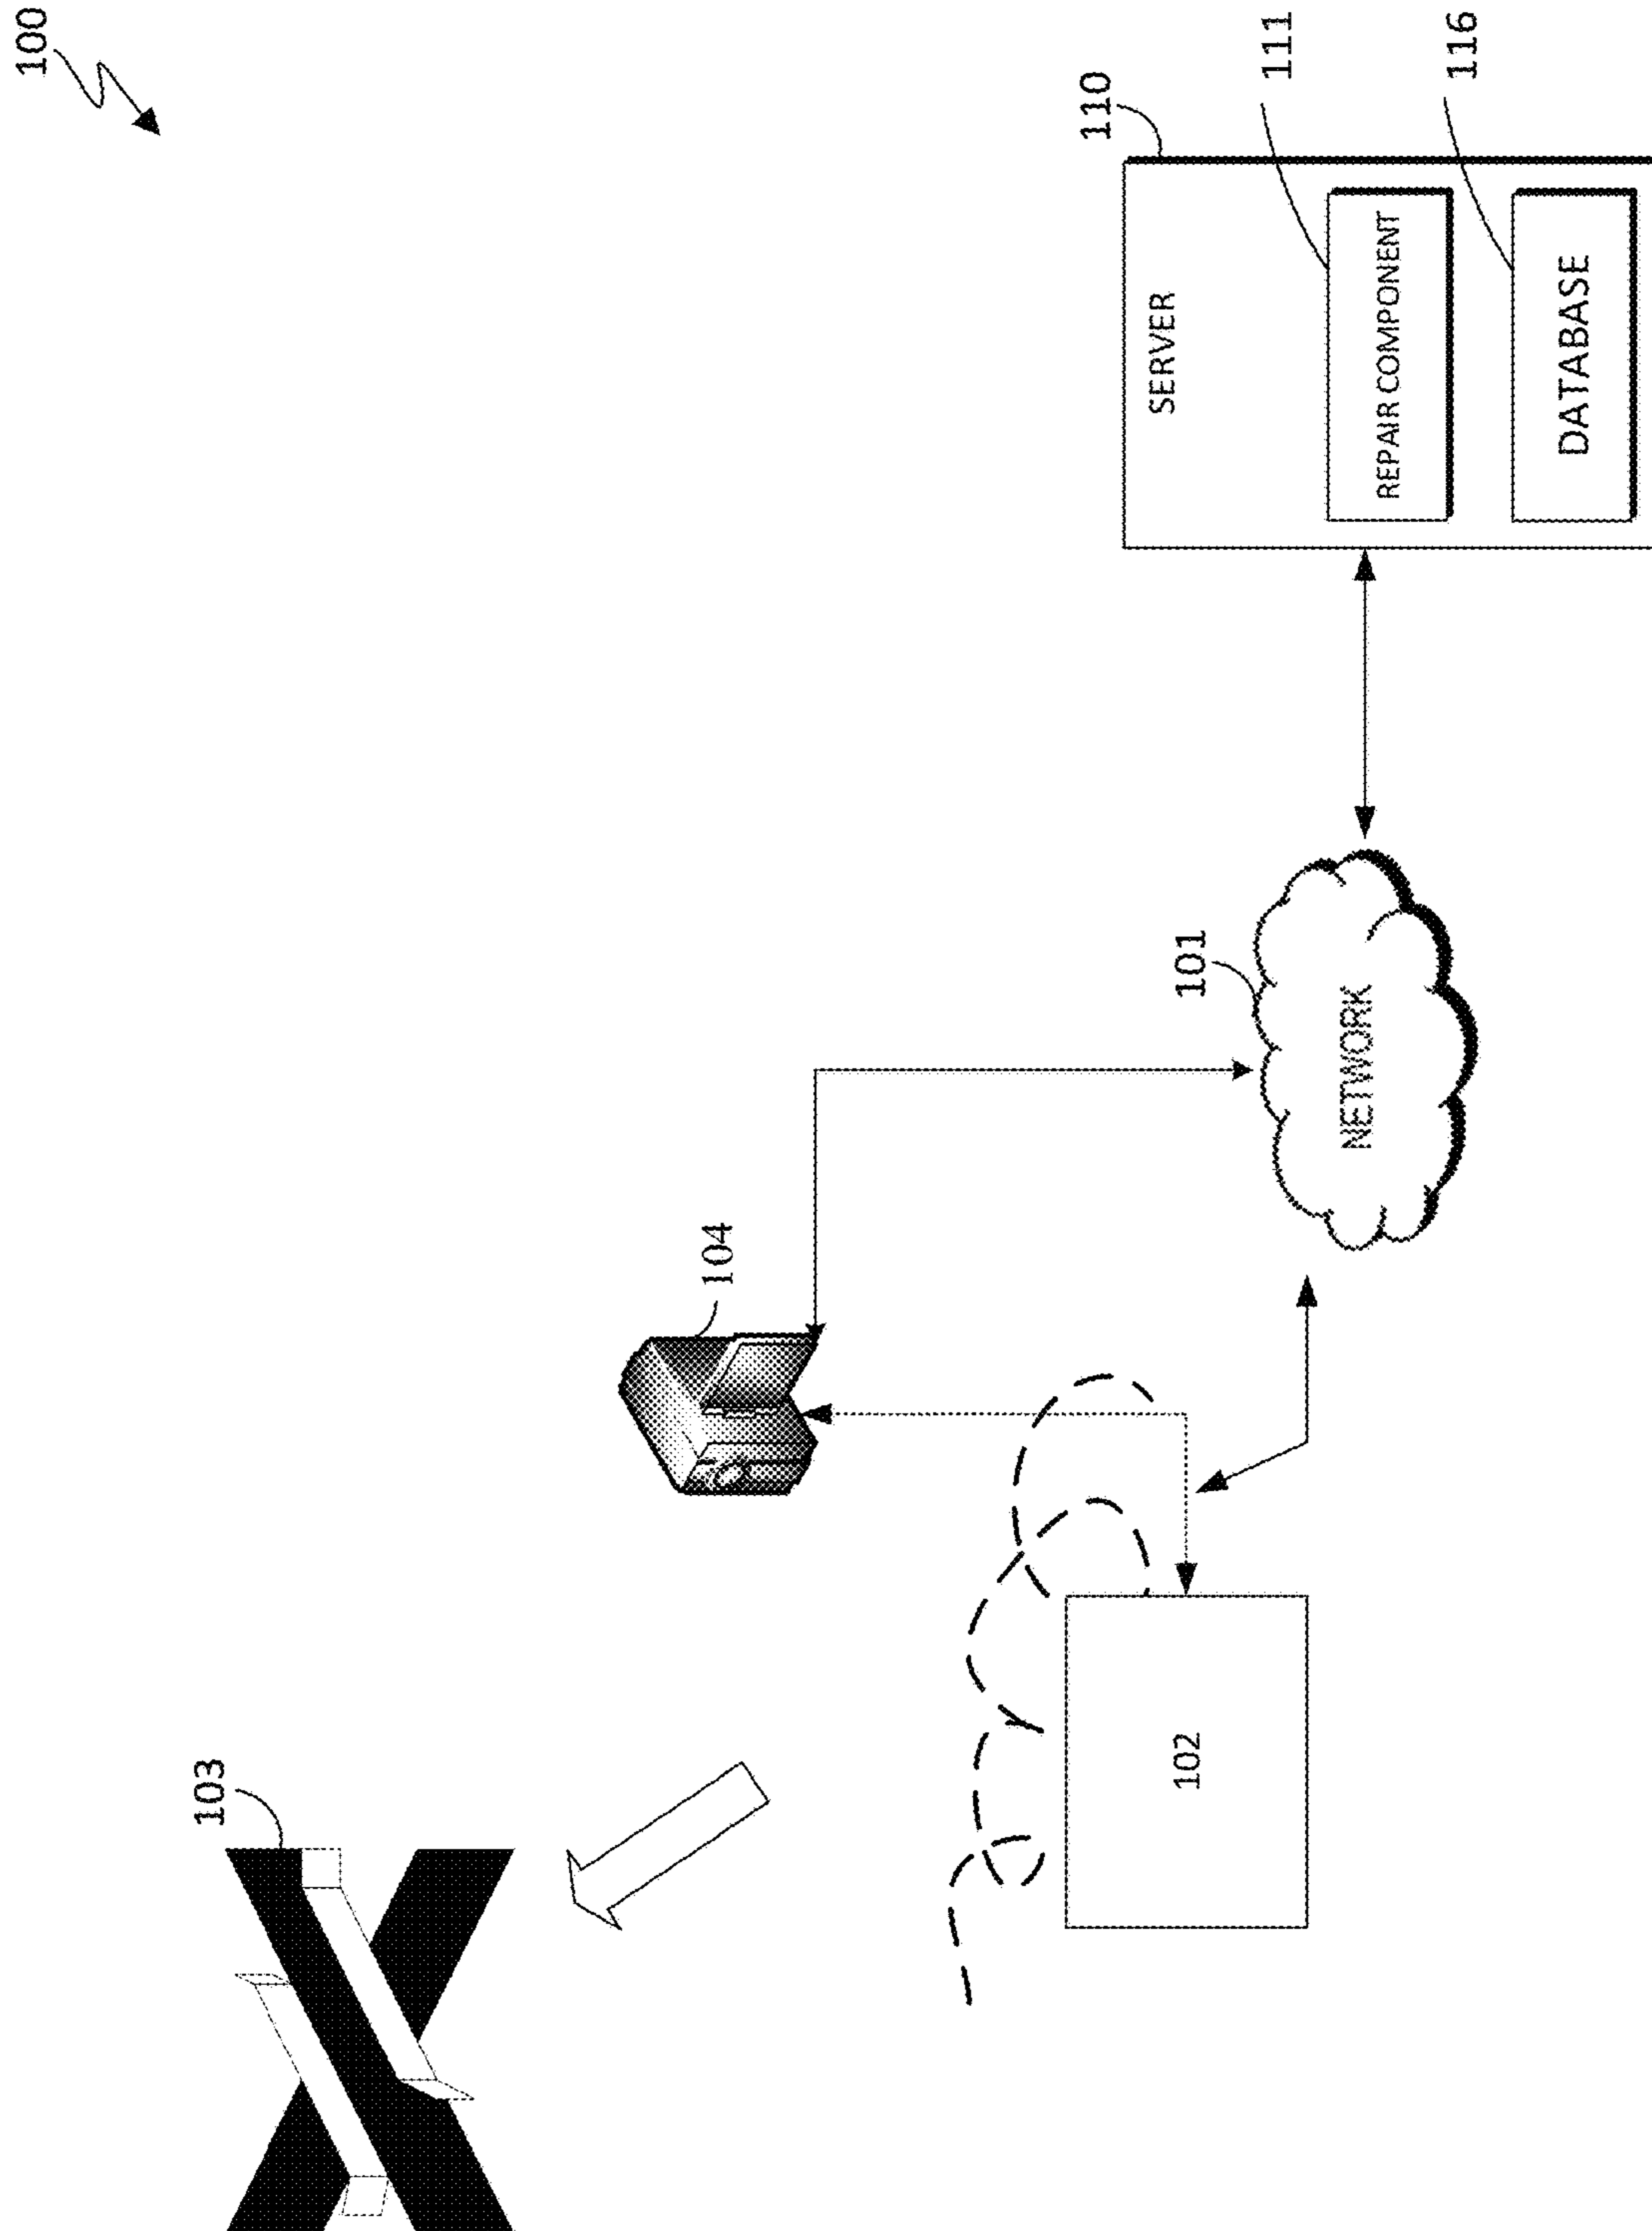 100
103
104
102
101
NETWORK
110
SERVER
111
REPAIR COMPONENT
116
DATABASE